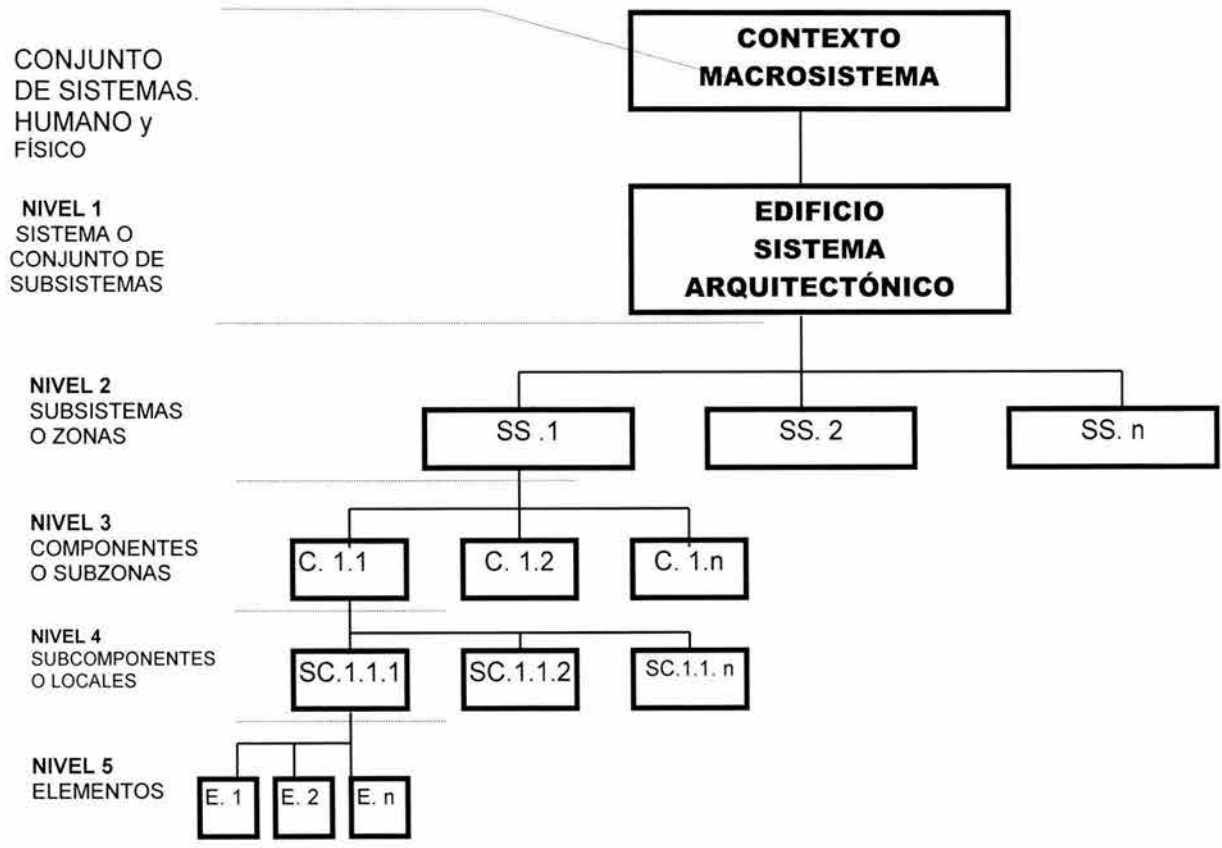 CONTEXTO
MACROSISTEMA
CONJUNTO
DE SISTEMAS.
HUMANO y
FÍSICO
NIVEL 1
SISTEMA O
CONJUNTO DE
SUBSISTEMAS
EDIFICIO
SISTEMA
ARQUITECTÓNICO
NIVEL 2
SUBSISTEMAS
O ZONAS
SS .1
SS. 2
SS. n
NIVEL 3
COMPONENTES
O SUBZONAS
C. 1.1
C. 1.2
C. 1.n
NIVEL 4
SUBCOMPONENTES
O LOCALES
SC.1.1.1
SC.1.1.2
SC.1.1. n
NIVEL 5
ELEMENTOS
E. 1
E. 2
E. n